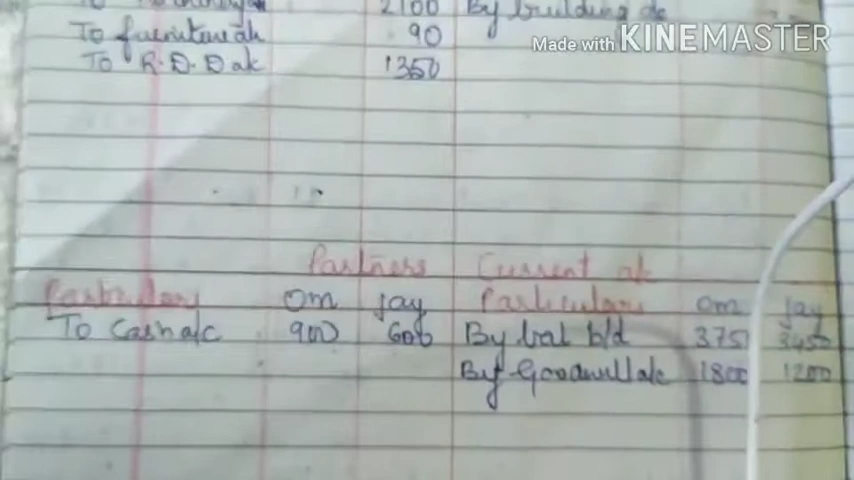 2100 By building a/c
To furniture a/c 90
Made with KINEMASTER
To R.D.D a/c 1350
Partners Current a/c
Particulars Om Jay Particulars Om Jay
To Cash a/c 900 600 By bal b/d 375 3450
By Goodwill a/c 1800 1200